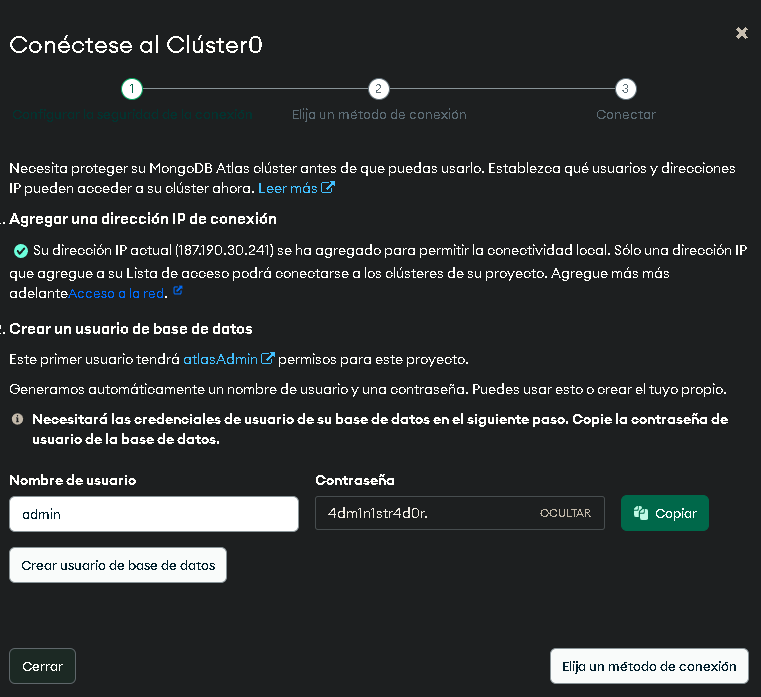 Conéctese al Clúster0
1
2
3
Configurar la seguridad de la conexión
Elija un método de conexión
Conectar
Necesita proteger su MongoDB Atlas clúster antes de que puedas usarlo. Establezca qué usuarios y direcciones
IP pueden acceder a su clúster ahora. Leer más
. Agregar una dirección IP de conexión
Su dirección IP actual (187.190.30.241) se ha agregado para permitir la conectividad local. Sólo una dirección IP
que agregue a su Lista de acceso podrá conectarse a los clústeres de su proyecto. Agregue más más
adelanteAcceso a la red.
2. Crear un usuario de base de datos
Este primer usuario tendrá atlasAdmin permisos para este proyecto.
Generamos automáticamente un nombre de usuario y una contraseña. Puedes usar esto o crear el tuyo propio.
Necesitará las credenciales de usuario de su base de datos en el siguiente paso. Copie la contraseña de
usuario de la base de datos.
Nombre de usuario
Contraseña
admin
4dm1n1str4d0r.
OCULTAR
Copiar
Crear usuario de base de datos
Cerrar
Elija un método de conexión